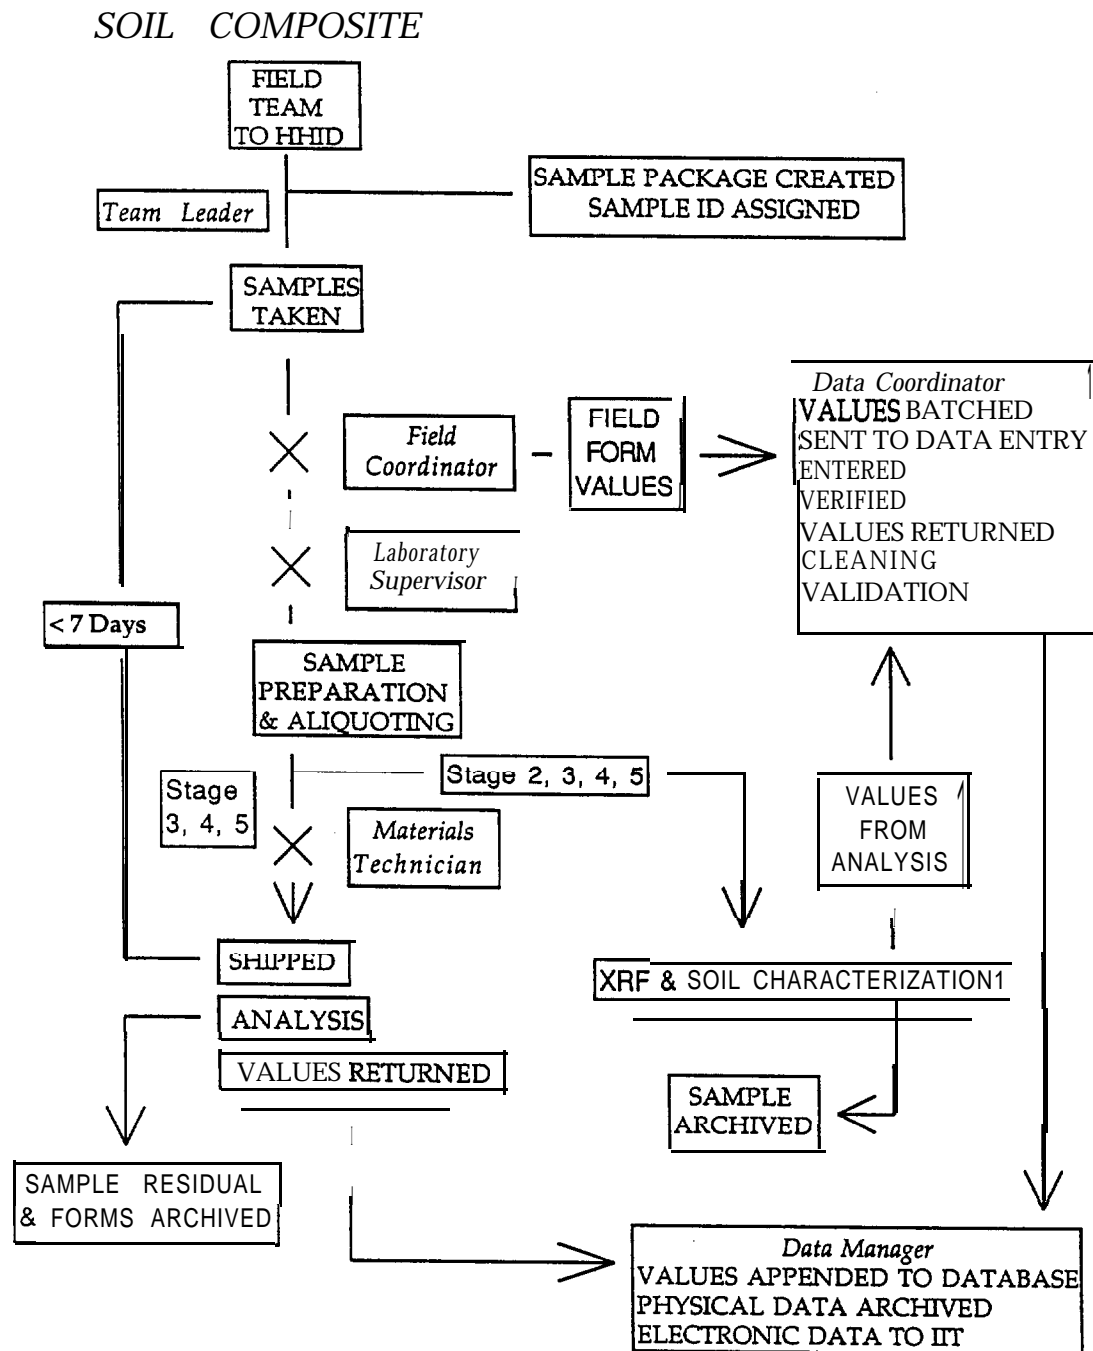 SOIL COMPOSITE
FIELD
TEAM
TO HHID
Team Leader
SAMPLE PACKAGE CREATED
SAMPLE ID ASSIGNED
SAMPLES
TAKEN
Field
Coordinator
FIELD
FORM
VALUES
Data Coordinator
VALUES BATCHED
SENT TO DATA ENTRY
ENTERED
VERIFIED
VALUES RETURNED
CLEANING
VALIDATION
Laboratory
Supervisor
< 7 Days
SAMPLE
PREPARATION
& ALIQUOTING
Stage
3, 4, 5
Stage 2, 3, 4, 5
Materials
Technician
VALUES
FROM
ANALYSIS
SHIPPED
XRF & SOIL CHARACTERIZATION1
ANALYSIS
VALUES RETURNED
SAMPLE
ARCHIVED
SAMPLE RESIDUAL
& FORMS ARCHIVED
Data Manager
VALUES APPENDED TO DATABASE
PHYSICAL DATA ARCHIVED
ELECTRONIC DATA TO IIT